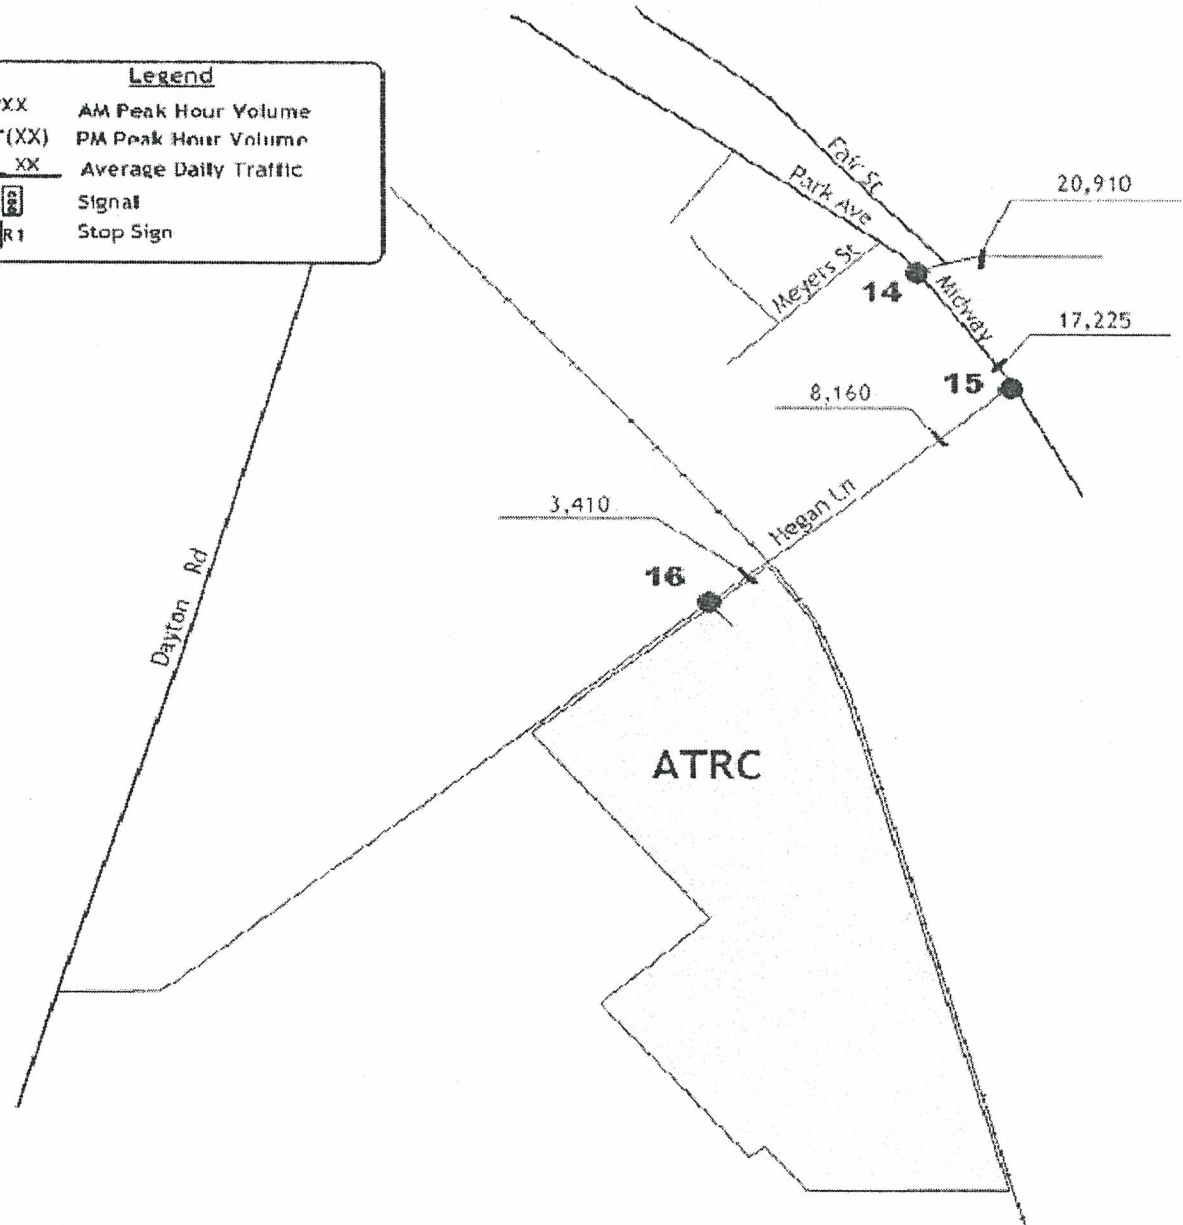 Legend
XX AM Peak Hour Volume
(XX) PM Peak Hour Volume
XX Average Daily Traffic
Signal
R1 Stop Sign
Fair St
Park Ave
20,910
Meyers St
14
Midway
17,225
15
8,160
Hegan Ln
3,410
16
Dayton Rd
ATRC